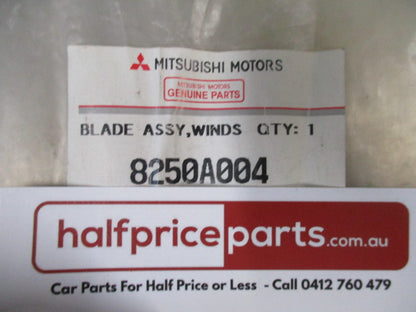 MITSUBISHI MOTORS
MITSUBISHI MOTORS
GENUINE PARTS
BLADE ASSY,WINDS QTY: 1
8250A004
halfpriceparts.com.au
Car Parts For Half Price or Less - Call 0412 760 479